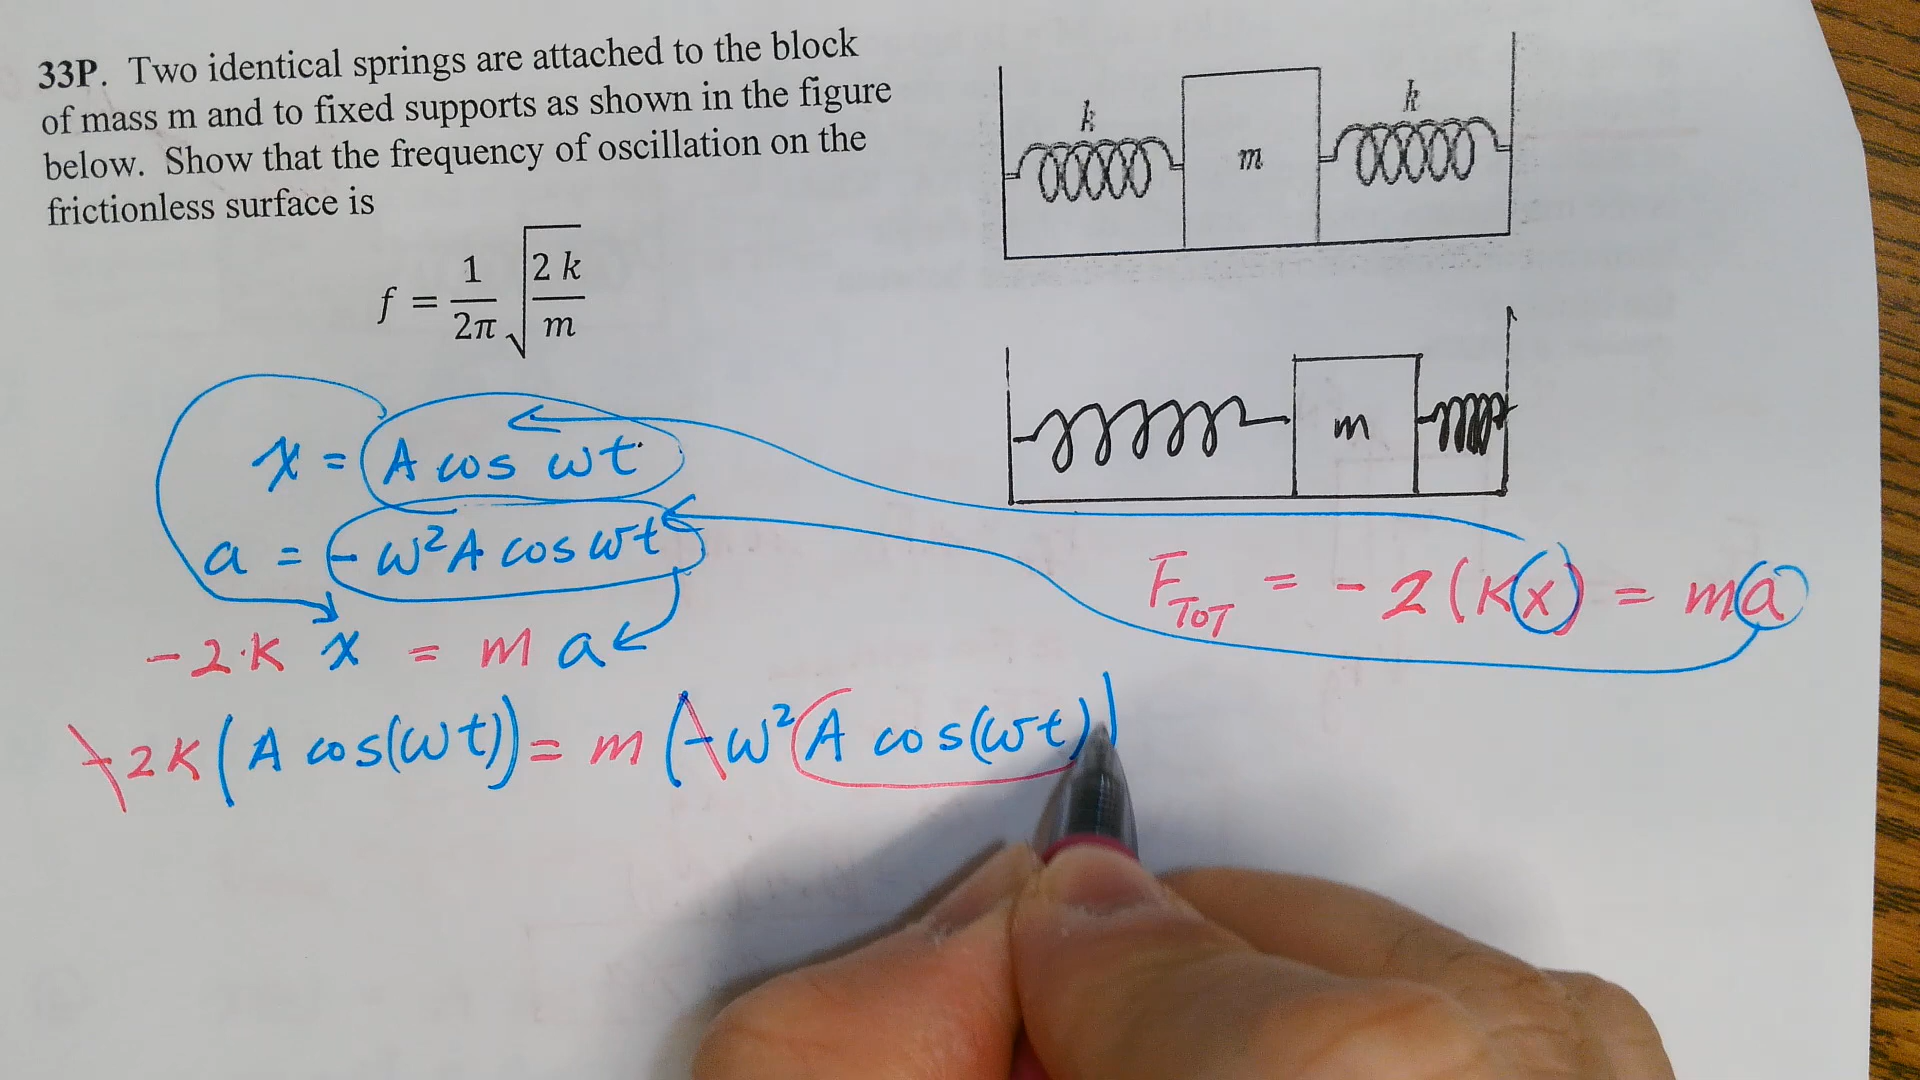 33P. Two identical springs are attached to the block
of mass m and to fixed supports as shown in the figure
below. Show that the frequency of oscillation on the
frictionless surface is
f = 1/2π √(2 k/m)
k
m
k
m
x = A cos ωt
a = - ω²A cos ωt
F_TOT = - 2 (Kx) = ma
-2·K x = m a
-2K (A cos(ωt)) = m (-ω² A cos(ωt))